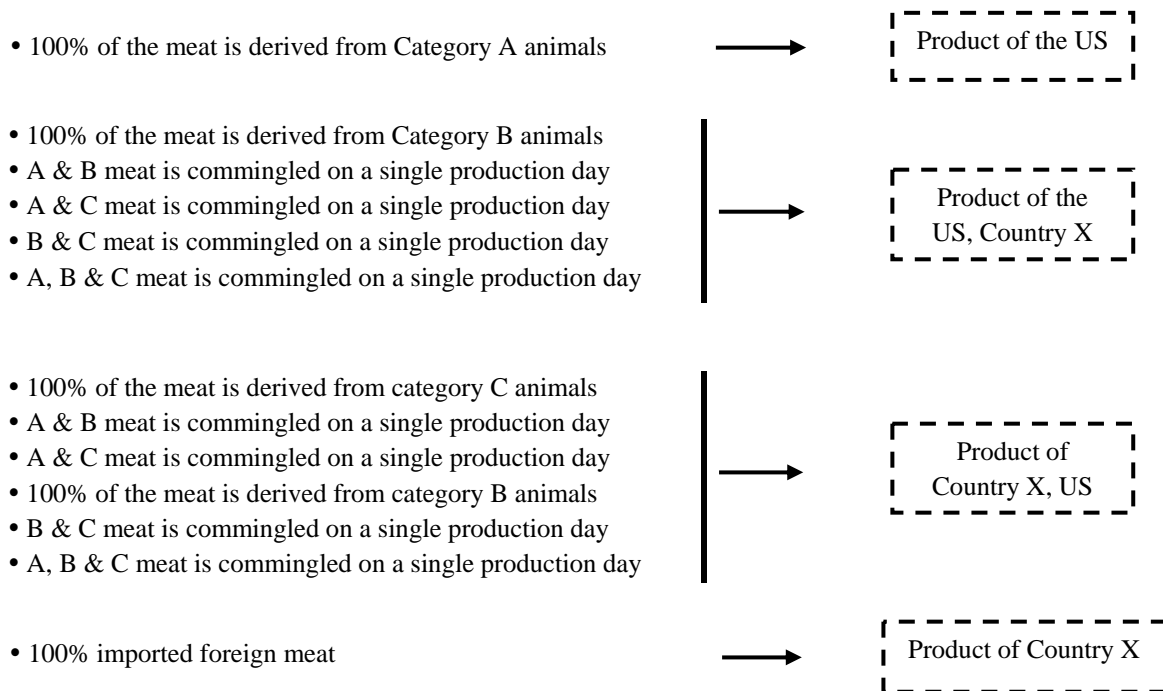 • 100% of the meat is derived from Category A animals
Product of the US
• 100% of the meat is derived from Category B animals
• A & B meat is commingled on a single production day
• A & C meat is commingled on a single production day
• B & C meat is commingled on a single production day
• A, B & C meat is commingled on a single production day
Product of the
US, Country X
• 100% of the meat is derived from category C animals
• A & B meat is commingled on a single production day
• A & C meat is commingled on a single production day
• 100% of the meat is derived from category B animals
• B & C meat is commingled on a single production day
• A, B & C meat is commingled on a single production day
Product of
Country X, US
• 100% imported foreign meat
Product of Country X